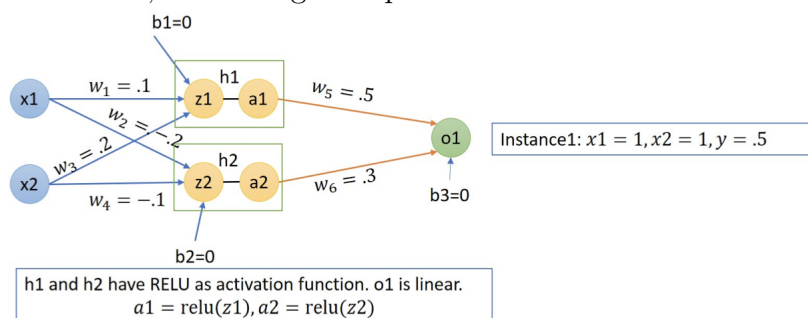 b1=0
w₁ = .1
h1
x1
z1
a1
w₅ = .5
w₂ = -.2
w₃ = .2
o1
Instance1: x1 = 1, x2 = 1, y = .5
h2
x2
z2
a2
w₆ = .3
w₄ = -.1
b3=0
b2=0
h1 and h2 have RELU as activation function. o1 is linear.
a1 = relu(z1), a2 = relu(z2)